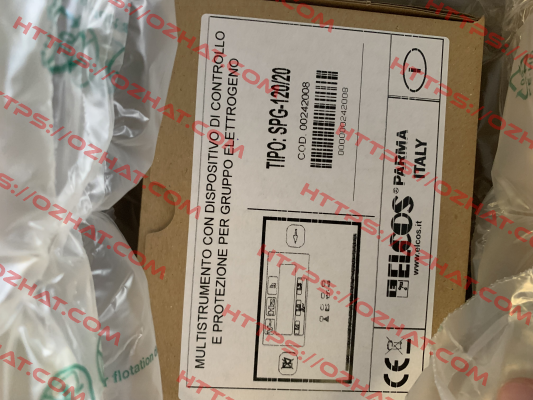 MULTISTRUMENTO CON DISPOSITIVO DI CONTROLLO
E PROTEZIONE PER GRUPPO ELETTROGENO
TIPO: SPG-120/20
COD 00242008
000000242008
ELCOS® PARMA
www.elcos.it
ITALY
CE
i
flotation
HTTPS://OZHAT.COM